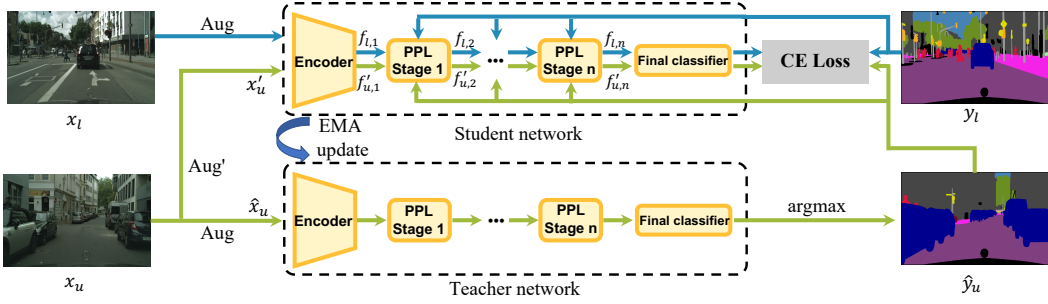 Aug
x_l
x'_u
Encoder
f_{l,1}
f'_{u,1}
PPL
Stage 1
f_{l,2}
f'_{u,2}
...
PPL
Stage n
f_{l,n}
f'_{u,n}
Final classifier
CE Loss
y_l
Student network
EMA
update
Aug'
x̂_u
Aug
x_u
Encoder
PPL
Stage 1
...
PPL
Stage n
Final classifier
argmax
ŷ_u
Teacher network